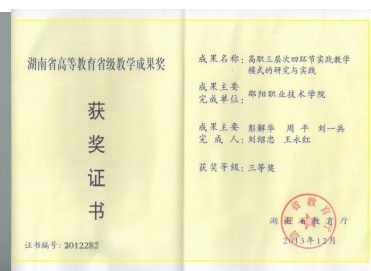 湖南省高等教育省级教学成果奖
获
奖
证
书
证书编号：2012282
成果名称：高职三层次四环节实践教学
模式的研究与实践
成果主要
完成单位：邵阳职业技术学院
成果主要 彭解华 周平 刘一兵
完成人：刘绍忠 王永红
获奖等级：三等奖
湖南省教育厅
2013年12月